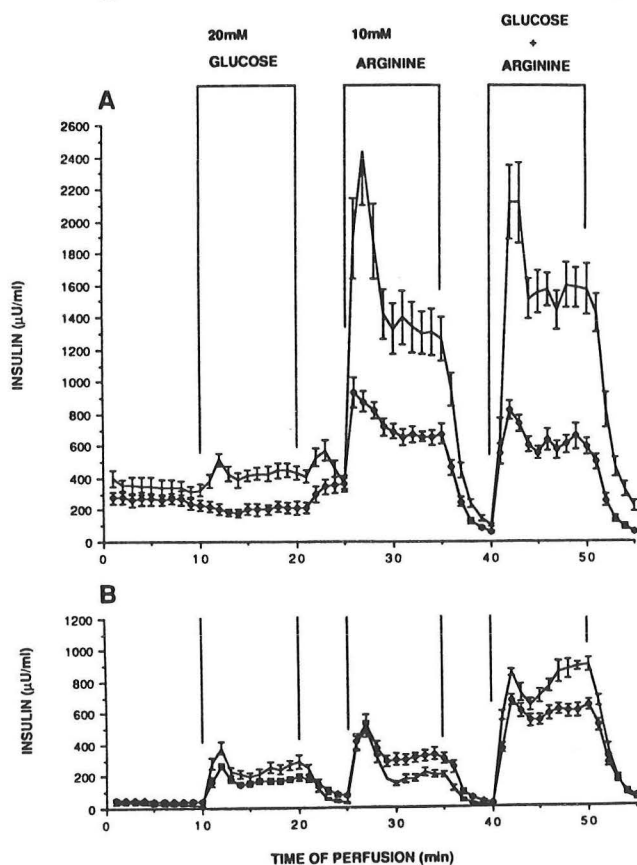 20mM
GLUCOSE
10mM
ARGININE
GLUCOSE
+
ARGININE
A
2600
2400
2200
2000
1800
1600
1400
1200
1000
800
600
400
200
0
INSULIN (µU/ml)
0 10 20 30 40 50
B
1200
1000
800
600
400
200
0
INSULIN (µU/ml)
0 10 20 30 40 50
TIME OF PERFUSION (min)